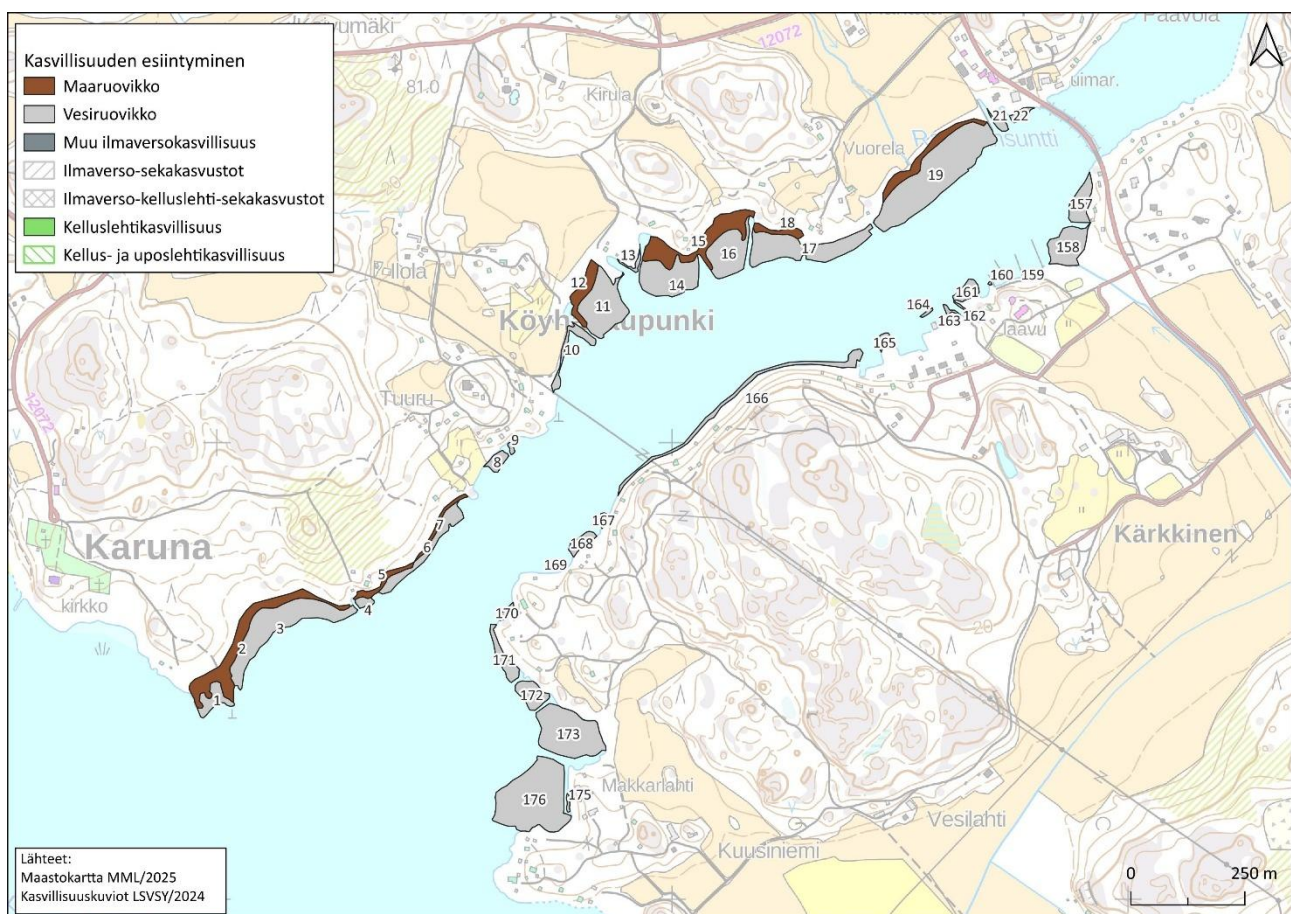 Kasvillisuuden esiintyminen
Maaruovikko
Vesiruovikko
Muu ilmaversokasvillisuus
Ilmaverso-sekakasvustot
Ilmaverso-kelluslehti-sekakasvustot
Kelluslehtikasvillisuus
Kellus- ja uposlehtikasvillisuus
81.0
Kirula
12072
Paavola
uimar.
21
22
Vuorela
19
20
157
158
18
17
15
16
14
13
12
11
10
160
159
161
162
163
164
165
Ilola
Tuuru
12072
9
8
166
Kärkkinen
7
6
5
4
3
2
1
Karuna
kirkko
167
168
169
170
171
172
173
176
175
20
Makkarlahti
Vesilahti
Kuusiniemi
Lähteet:
Maastokartta MML/2025
Kasvillisuuskuviot LSVSY/2024
0 250 m